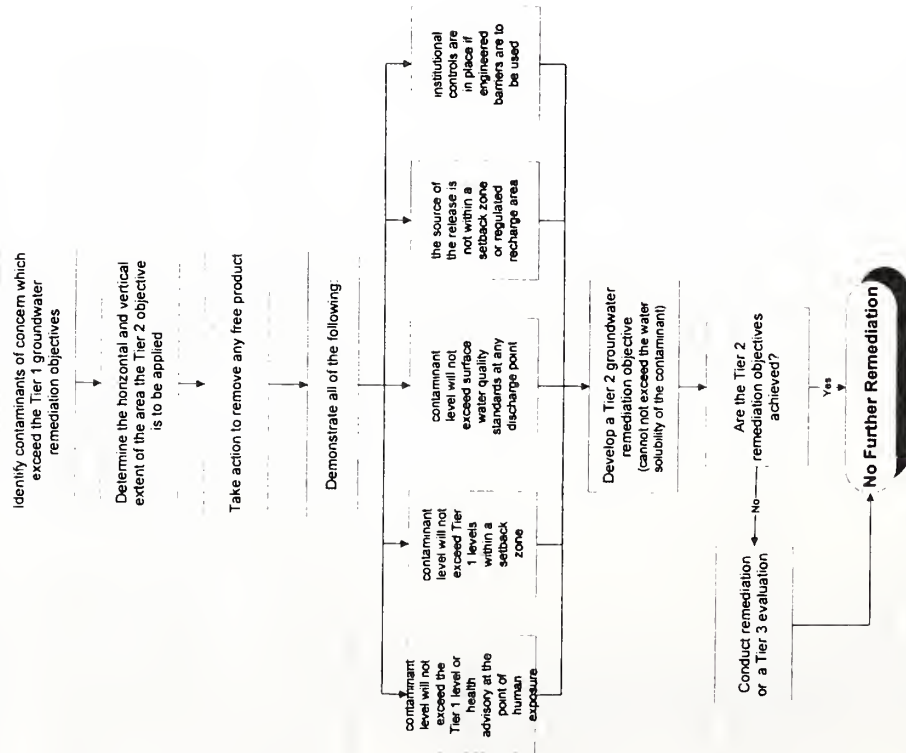 Identify contaminants of concern which
exceed the Tier 1 groundwater
remediation objectives
Determine the horizontal and vertical
extent of the area the Tier 2 objective
is to be applied
Take action to remove any free product
Demonstrate all of the following:
contaminant
level will not
exceed the
Tier 1 level or
health
advisory at the
point of
human
exposure
contaminant
level will not
exceed Tier
1 levels
within a
setback
zone
contaminant
level will not
exceed surface
water quality
standards at any
discharge point
the source of
the release is
not within a
setback zone
or regulated
recharge area
institutional
controls are
in place if
engineered
barriers are to
be used
Develop a Tier 2 groundwater
remediation objective
(cannot not exceed the water
solubility of the contaminant)
Are the Tier 2
remediation objectives
achieved?
No
Yes
Conduct remediation
or a Tier 3 evaluation
No Further Remediation